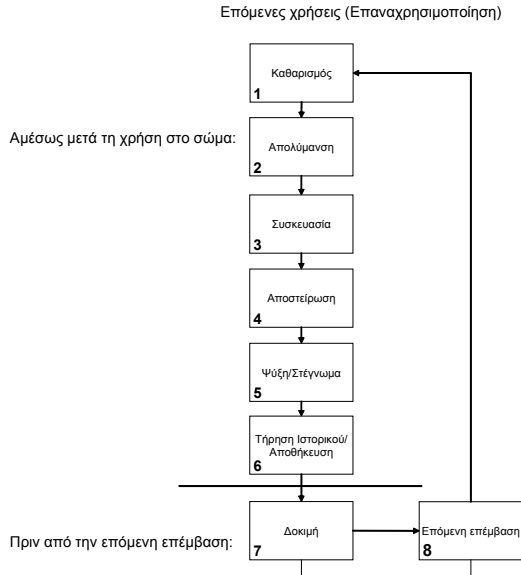 Επόμενες χρήσεις (Επαναχρησιμοποίηση)
Καθαρισμός
1
Αμέσως μετά τη χρήση στο σώμα:
Απολύμανση
2
Συσκευασία
3
Αποστείρωση
4
Ψύξη/Στέγνωμα
5
Τήρηση Ιστορικού/
Αποθήκευση
6
Πριν από την επόμενη επέμβαση:
Δοκιμή
7
Επόμενη επέμβαση
8